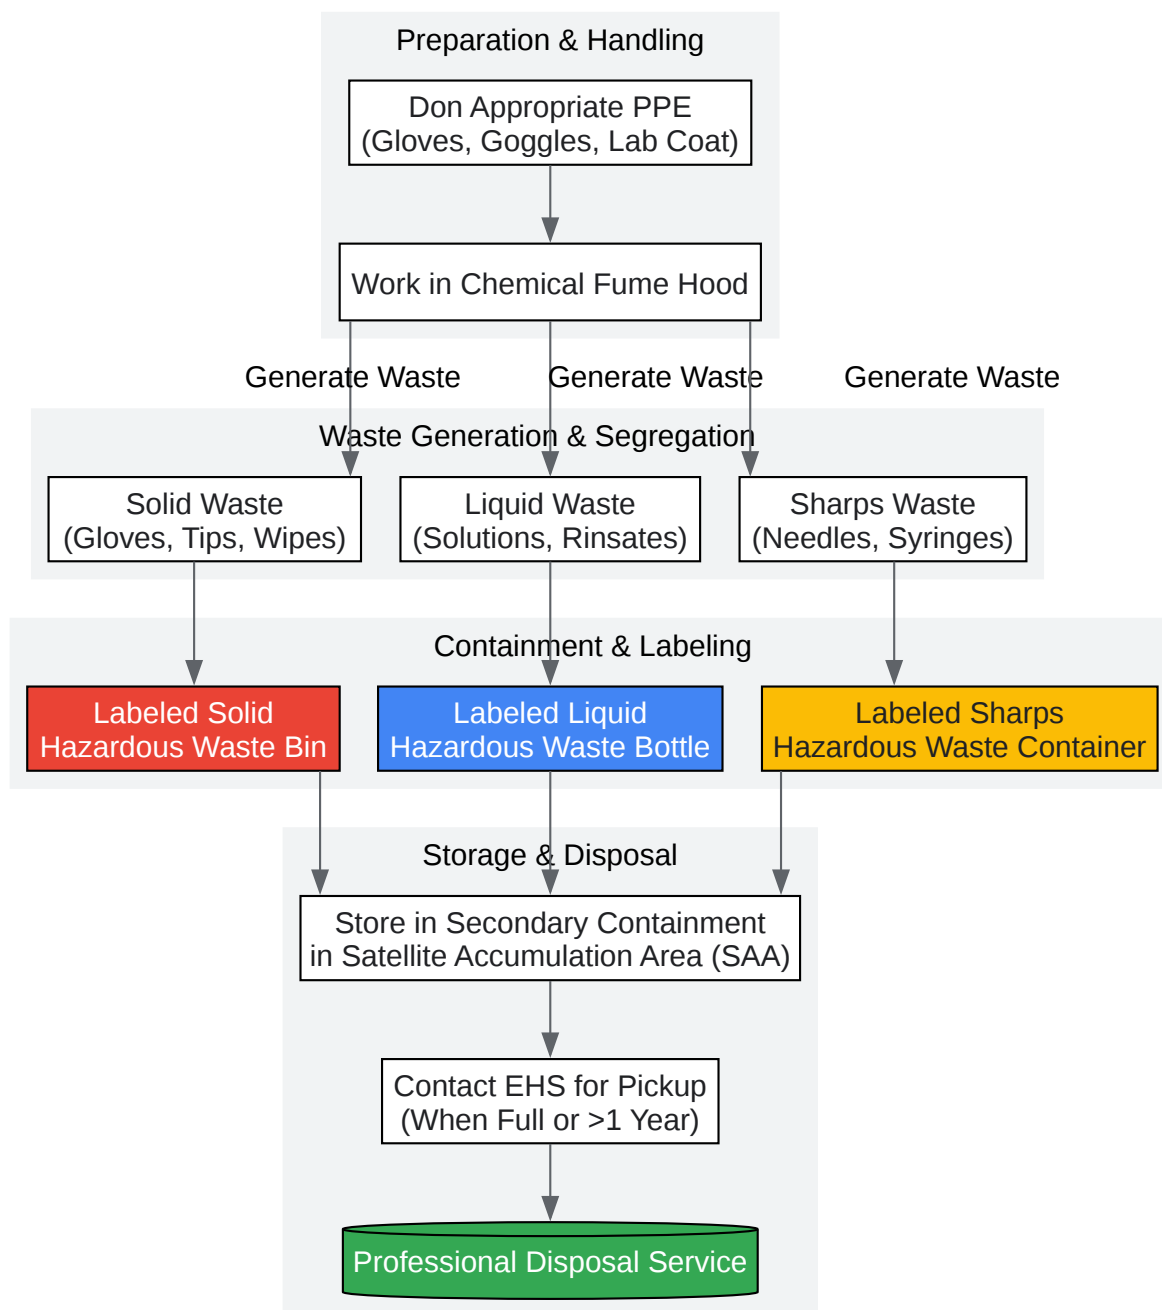 Preparation & Handling
Don Appropriate PPE
(Gloves, Goggles, Lab Coat)
Work in Chemical Fume Hood
Generate Waste
Generate Waste
Generate Waste
Waste Generation & Segregation
Solid Waste
(Gloves, Tips, Wipes)
Liquid Waste
(Solutions, Rinsates)
Sharps Waste
(Needles, Syringes)
Containment & Labeling
Labeled Solid
Hazardous Waste Bin
Labeled Liquid
Hazardous Waste Bottle
Labeled Sharps
Hazardous Waste Container
Storage & Disposal
Store in Secondary Containment
in Satellite Accumulation Area (SAA)
Contact EHS for Pickup
(When Full or >1 Year)
Professional Disposal Service